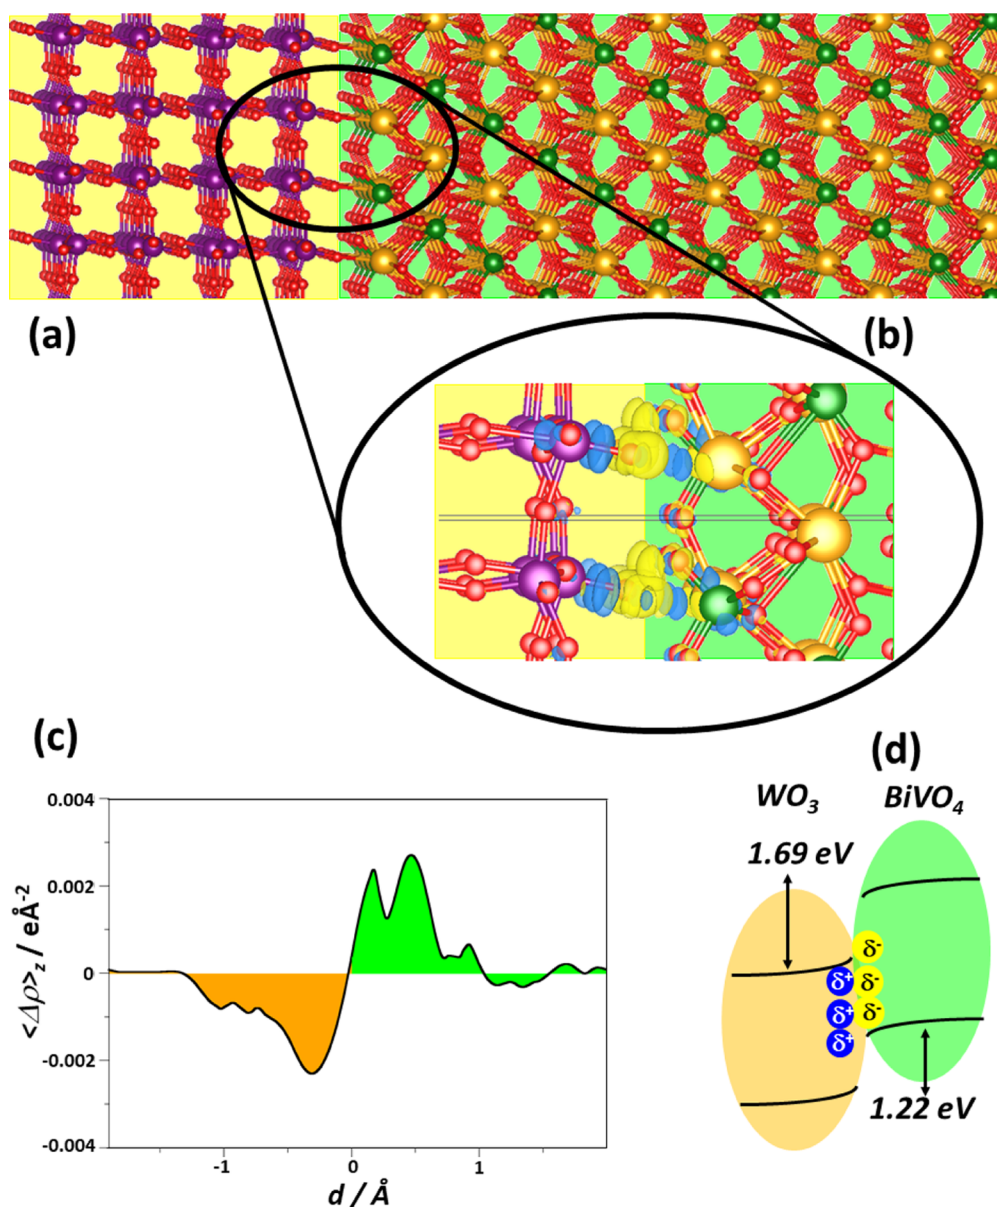 (a)
(b)
(c)
0.004
0.002
0
-0.002
-0.004
<Δρ>z / eÅ-2
-1
0
1
d / Å
(d)
WO3
BiVO4
1.69 eV
δ-
δ+
δ-
δ+
δ-
δ+
1.22 eV